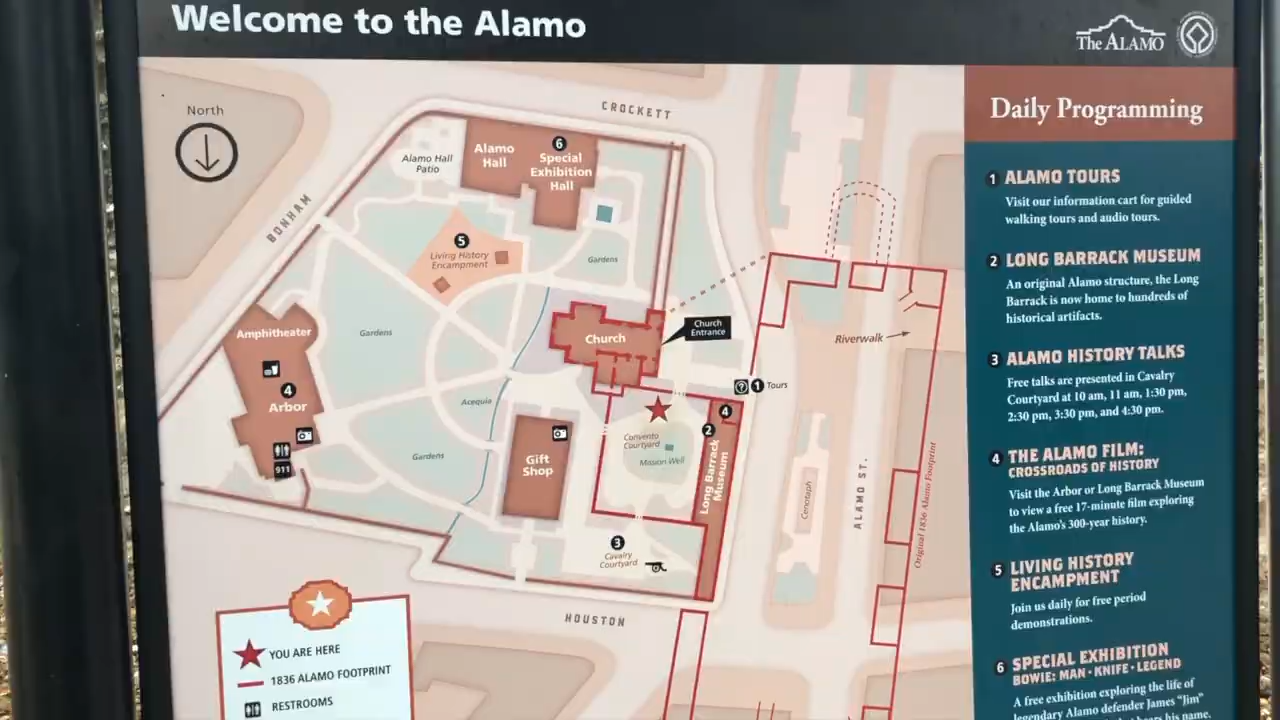 Welcome to the Alamo
The ALAMO
North
CROCKETT
BONHAM
Alamo Hall
Patio
Alamo
Hall
6
Special
Exhibition
Hall
5
Living History
Encampment
Gardens
Gardens
Amphitheater
4
Arbor
911
Acequia
Gardens
Church
Church
Entrance
1 Tours
Riverwalk
Gift
Shop
Convento
Courtyard
Mission Well
4
2
Long Barrack
Museum
3
Cavalry
Courtyard
Cenotaph
ALAMO ST.
Original 1836 Alamo Footprint
HOUSTON
YOU ARE HERE
1836 ALAMO FOOTPRINT
RESTROOMS
Daily Programming
1 ALAMO TOURS
Visit our information cart for guided
walking tours and audio tours.
2 LONG BARRACK MUSEUM
An original Alamo structure, the Long
Barrack is now home to hundreds of
historical artifacts.
3 ALAMO HISTORY TALKS
Free talks are presented in Cavalry
Courtyard at 10 am, 11 am, 1:30 pm,
2:30 pm, 3:30 pm, and 4:30 pm.
4 THE ALAMO FILM:
CROSSROADS OF HISTORY
Visit the Arbor or Long Barrack Museum
to view a free 17-minute film exploring
the Alamo's 300-year history.
5 LIVING HISTORY
ENCAMPMENT
Join us daily for free period
demonstrations.
6 SPECIAL EXHIBITION
BOWIE: MAN • KNIFE • LEGEND
A free exhibition exploring the life of
legendary Alamo defender James "Jim"
his name.